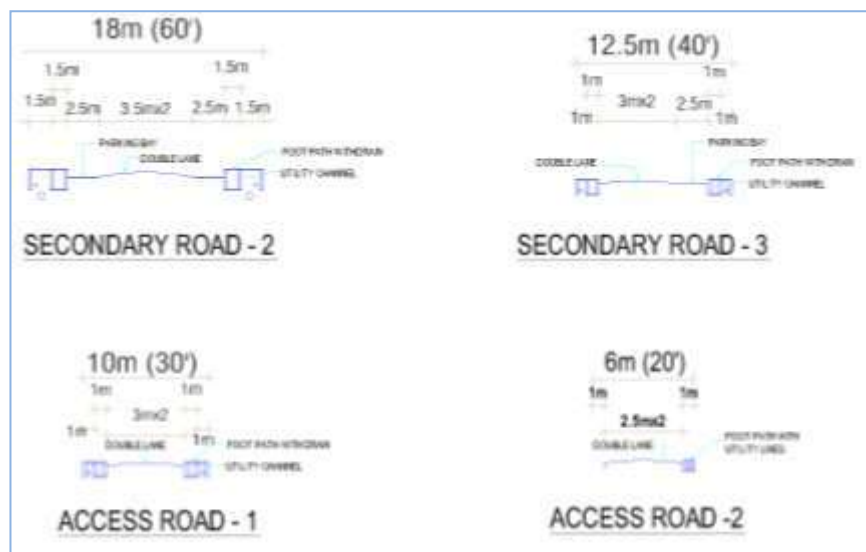 18m (60')
1.5m 1.5m
1.5m 2.5m 3.5mx2 2.5m 1.5m
PARKING BAY
DOUBLE LANE
FOOT PATH WITH DRAIN
UTILITY CHANNEL
SECONDARY ROAD - 2
12.5m (40')
1m 1m
1m 3mx2 2.5m 1m
PARKING BAY
DOUBLE LANE
FOOT PATH WITH DRAIN
UTILITY CHANNEL
SECONDARY ROAD - 3
10m (30')
1m 1m
1m 3mx2 1m
DOUBLE LANE
FOOT PATH WITH DRAIN
UTILITY CHANNEL
ACCESS ROAD - 1
6m (20')
1m 1m
2.5mx2
DOUBLE LANE
FOOT PATH WITH
UTILITY LINES
ACCESS ROAD -2